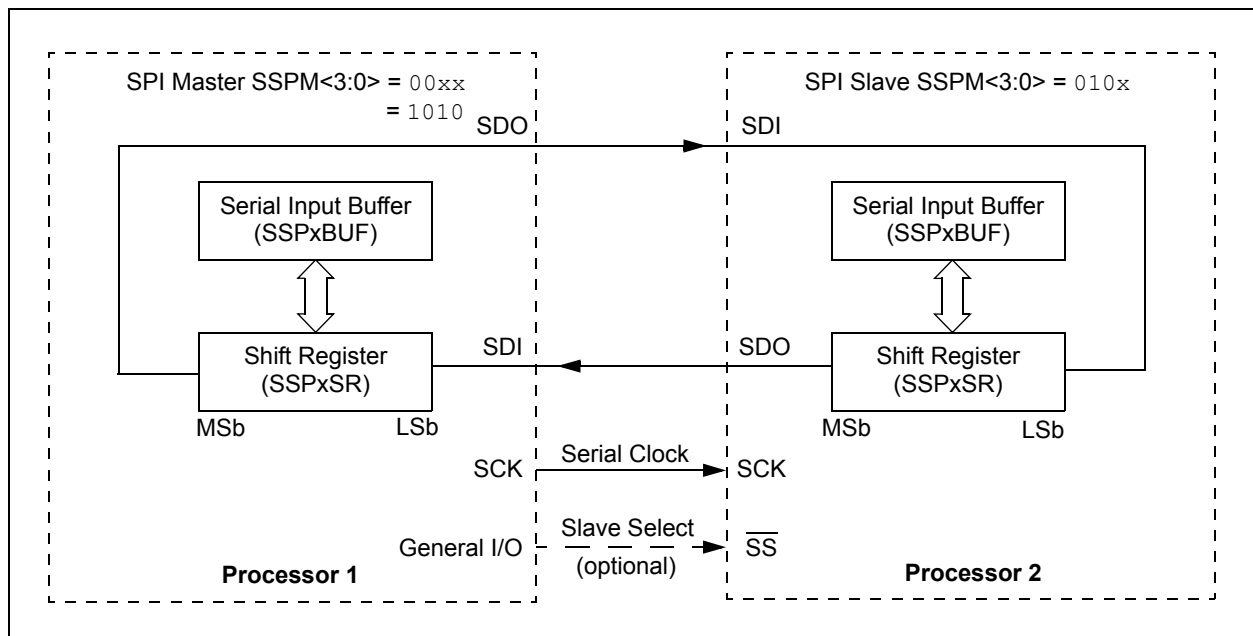 SPI Master SSPM<3:0> = 00xx
= 1010
SPI Slave SSPM<3:0> = 010x
SDO
SDI
Serial Input Buffer
(SSPxBUF)
Serial Input Buffer
(SSPxBUF)
Shift Register
(SSPxSR)
MSb
LSb
SDI
SDO
Shift Register
(SSPxSR)
MSb
LSb
SCK
Serial Clock
SCK
General I/O
Slave Select
(optional)
SS
Processor 1
Processor 2